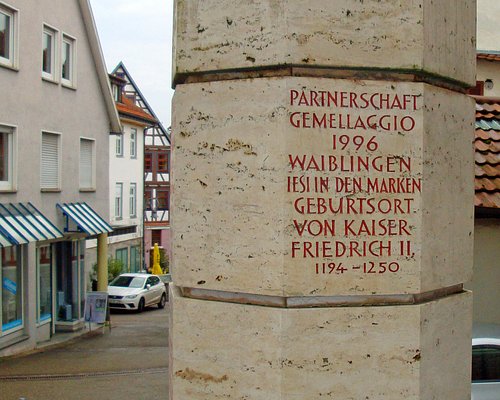 PARTNERSCHAFT
GEMELLAGGIO
1996
WAIBLINGEN
IESI IN DEN MARKEN
GEBURTSORT
VON KAISER
FRIEDRICH II.
1194-1250